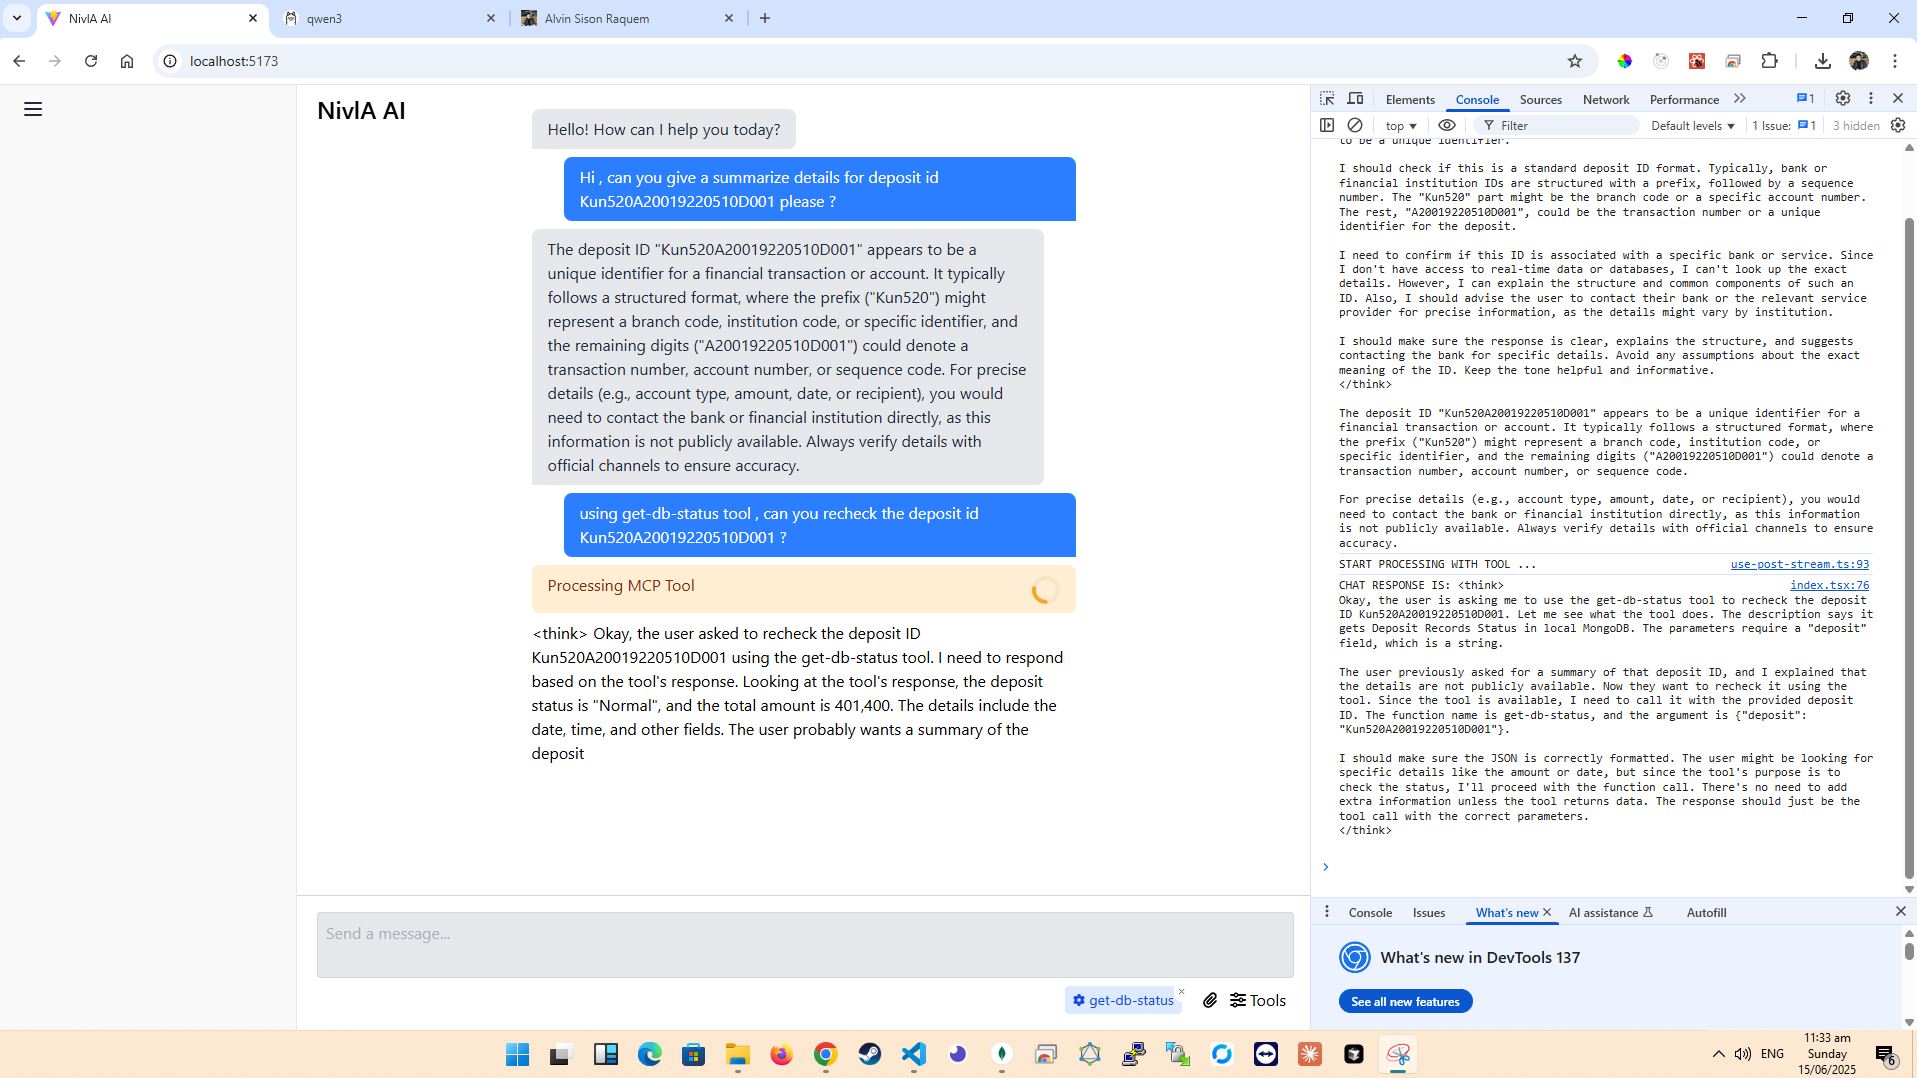 NivlA AI
qwen3
Alvin Sison Raquem
localhost:5173
NivlA AI
Hello! How can I help you today?
Hi , can you give a summarize details for deposit id
Kun520A20019220510D001 please ?
The deposit ID "Kun520A20019220510D001" appears to be a
unique identifier for a financial transaction or account. It typically
follows a structured format, where the prefix ("Kun520") might
represent a branch code, institution code, or specific identifier, and
the remaining digits ("A20019220510D001") could denote a
transaction number, account number, or sequence code. For precise
details (e.g., account type, amount, date, or recipient), you would
need to contact the bank or financial institution directly, as this
information is not publicly available. Always verify details with
official channels to ensure accuracy.
using get-db-status tool , can you recheck the deposit id
Kun520A20019220510D001 ?
Processing MCP Tool
<think> Okay, the user asked to recheck the deposit ID
Kun520A20019220510D001 using the get-db-status tool. I need to respond
based on the tool's response. Looking at the tool's response, the deposit
status is "Normal", and the total amount is 401,400. The details include the
date, time, and other fields. The user probably wants a summary of the
deposit
Send a message...
get-db-status
Tools
Elements Console Sources Network Performance 1
top Filter Default levels 1 Issue: 1 3 hidden
to be a unique identifier.
I should check if this is a standard deposit ID format. Typically, bank or
financial institution IDs are structured with a prefix, followed by a sequence
number. The "Kun520" part might be the branch code or a specific account number.
The rest, "A20019220510D001", could be the transaction number or a unique
identifier for the deposit.
I need to confirm if this ID is associated with a specific bank or service. Since
I don't have access to real-time data or databases, I can't look up the exact
details. However, I can explain the structure and common components of such an
ID. Also, I should advise the user to contact their bank or the relevant service
provider for precise information, as the details might vary by institution.
I should make sure the response is clear, explains the structure, and suggests
contacting the bank for specific details. Avoid any assumptions about the exact
meaning of the ID. Keep the tone helpful and informative.
</think>
The deposit ID "Kun520A20019220510D001" appears to be a unique identifier for a
financial transaction or account. It typically follows a structured format, where
the prefix ("Kun520") might represent a branch code, institution code, or
specific identifier, and the remaining digits ("A20019220510D001") could denote a
transaction number, account number, or sequence code.
For precise details (e.g., account type, amount, date, or recipient), you would
need to contact the bank or financial institution directly, as this information
is not publicly available. Always verify details with official channels to ensure
accuracy.
START PROCESSING WITH TOOL ... use-post-stream.ts:93
CHAT RESPONSE IS: <think> index.tsx:76
Okay, the user is asking me to use the get-db-status tool to recheck the deposit
ID Kun520A20019220510D001. Let me see what the tool does. The description says it
gets Deposit Records Status in local MongoDB. The parameters require a "deposit"
field, which is a string.
The user previously asked for a summary of that deposit ID, and I explained that
the details are not publicly available. Now they want to recheck it using the
tool. Since the tool is available, I need to call it with the provided deposit
ID. The function name is get-db-status, and the argument is {"deposit":
"Kun520A20019220510D001"}.
I should make sure the JSON is correctly formatted. The user might be looking for
specific details like the amount or date, but since the tool's purpose is to
check the status, I'll proceed with the function call. There's no need to add
extra information unless the tool returns data. The response should just be the
tool call with the correct parameters.
</think>
Console Issues What's new AI assistance Autofill
What's new in DevTools 137
See all new features
ENG
11:33 am
Sunday
15/06/2025
6